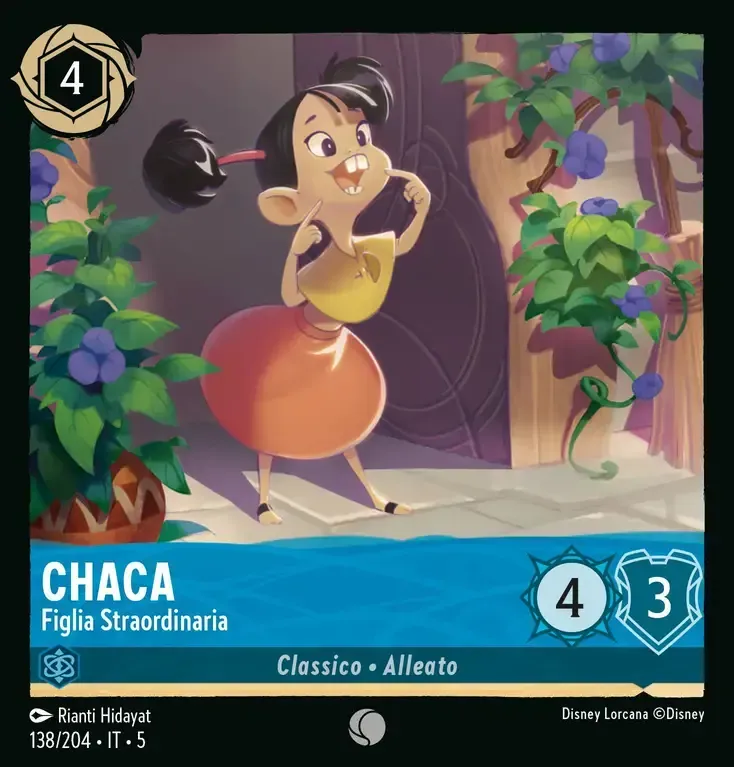 4
CHACA
Figlia Straordinaria
4 3
Classico • Alleato
Rianti Hidayat
Disney Lorcana ©Disney
138/204 • IT • 5